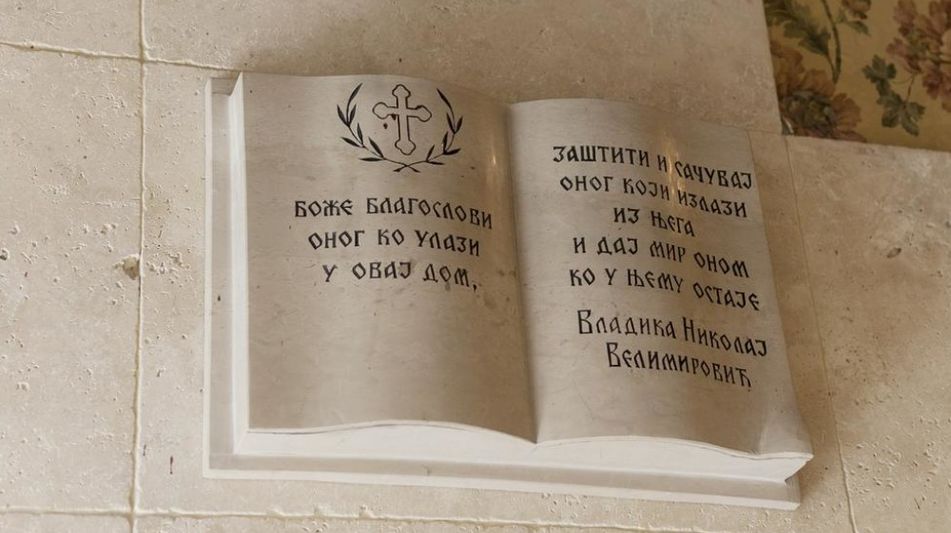 БОЖЕ БЛАГОСЛОВИ
ОНОГ КО УЛАЗИ
У ОВАЈ ДОМ,
ЗАШТИТИ И САЧУВАЈ
ОНОГ КОЈИ ИЗЛАЗИ
ИЗ ЊЕГА
И ДАЈ МИР ОНОМ
КО У ЊЕМУ ОСТАЈЕ
ВЛАДИКА НИКОЛАЈ
ВЕЛИМИРОВИЋ